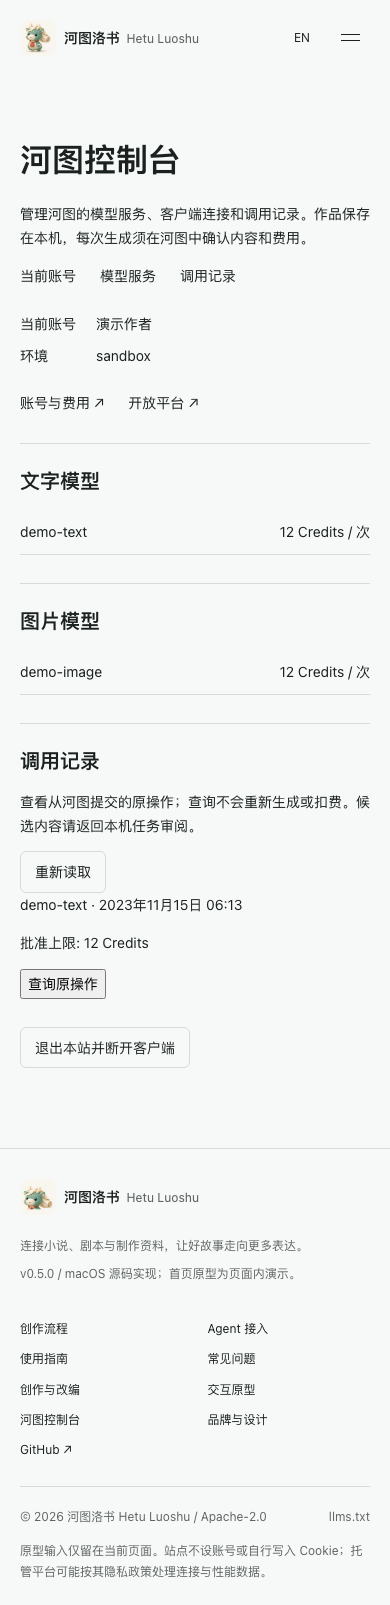 河图洛书 Hetu Luoshu EN
河图控制台
管理河图的模型服务、客户端连接和调用记录。作品保存
在本机，每次生成须在河图中确认内容和费用。
当前账号 模型服务 调用记录
当前账号 演示作者
环境 sandbox
账号与费用 ↗ 开放平台 ↗
文字模型
demo-text 12 Credits / 次
图片模型
demo-image 12 Credits / 次
调用记录
查看从河图提交的原操作；查询不会重新生成或扣费。候
选内容请返回本机任务审阅。
重新读取
demo-text · 2023年11月15日 06:13
批准上限: 12 Credits
查询原操作
退出本站并断开客户端
河图洛书 Hetu Luoshu
连接小说、剧本与制作资料，让好故事走向更多表达。
v0.5.0 / macOS 源码实现；首页原型为页面内演示。
创作流程 Agent 接入
使用指南 常见问题
创作与改编 交互原型
河图控制台 品牌与设计
GitHub ↗
© 2026 河图洛书 Hetu Luoshu / Apache-2.0 llms.txt
原型输入仅留在当前页面。站点不设账号或自行写入 Cookie；托
管平台可能按其隐私政策处理连接与性能数据。